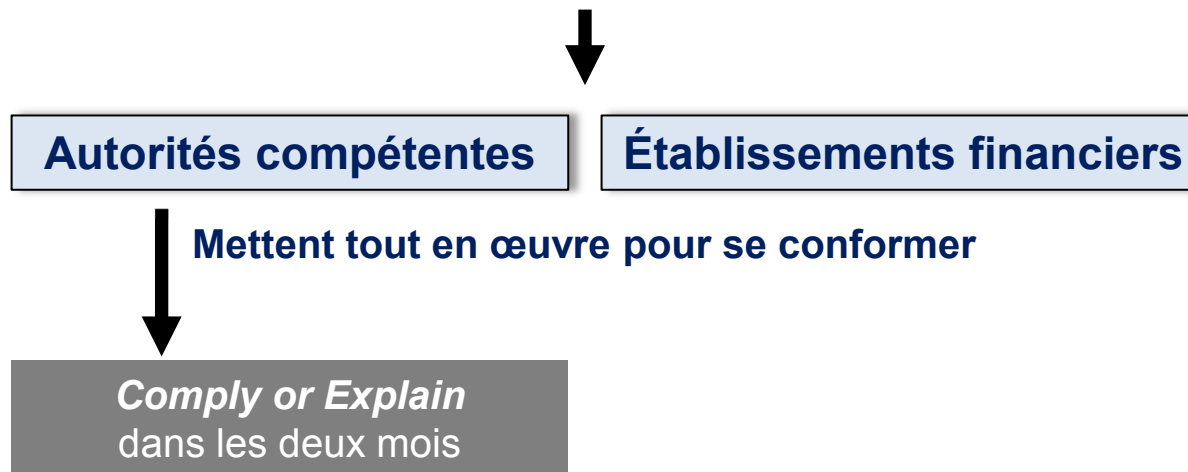 Autorités compétentes
Établissements financiers
Mettent tout en œuvre pour se conformer
Comply or Explain
dans les deux mois